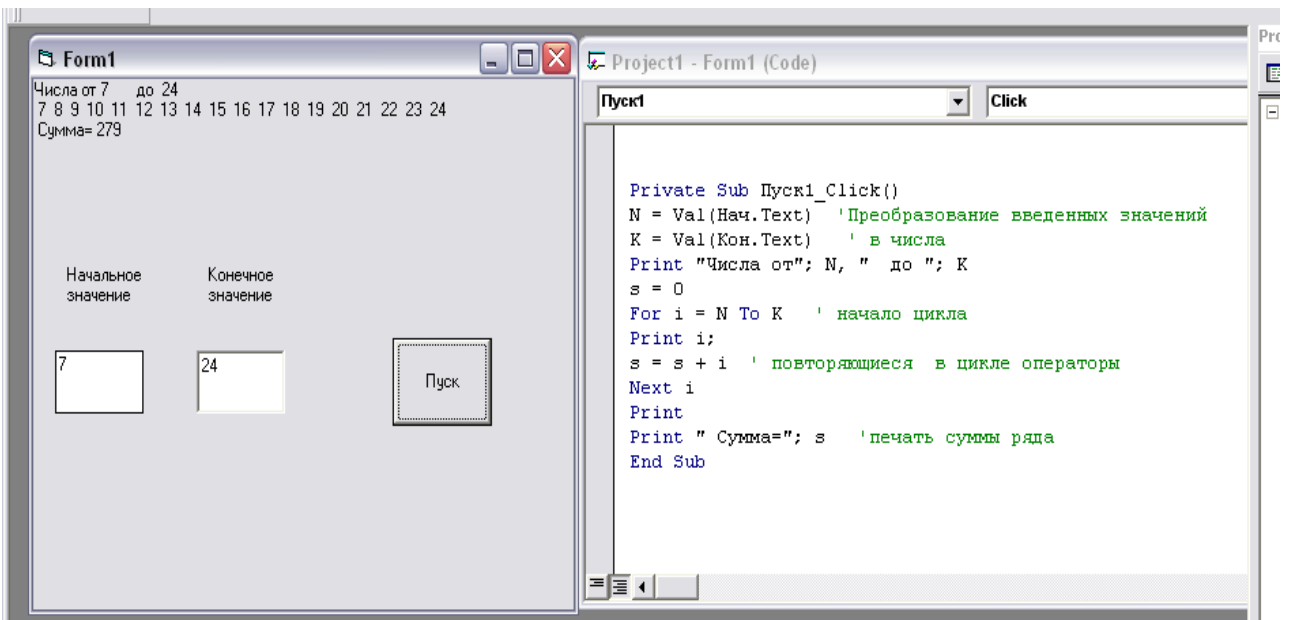 Form1
Числа от 7 до 24
7 8 9 10 11 12 13 14 15 16 17 18 19 20 21 22 23 24
Сумма= 279
Начальное
значение
Конечное
значение
7
24
Пуск
Project1 - Form1 (Code)
Пуск1
Click
Private Sub Пуск1_Click()
N = Val(Нач.Text) 'Преобразование введенных значений
K = Val(Кон.Text) ' в числа
Print "Числа от"; N, " до "; K
s = 0
For i = N To K ' начало цикла
Print i;
s = s + i ' повторяющиеся в цикле операторы
Next i
Print
Print " Сумма="; s 'печать суммы ряда
End Sub